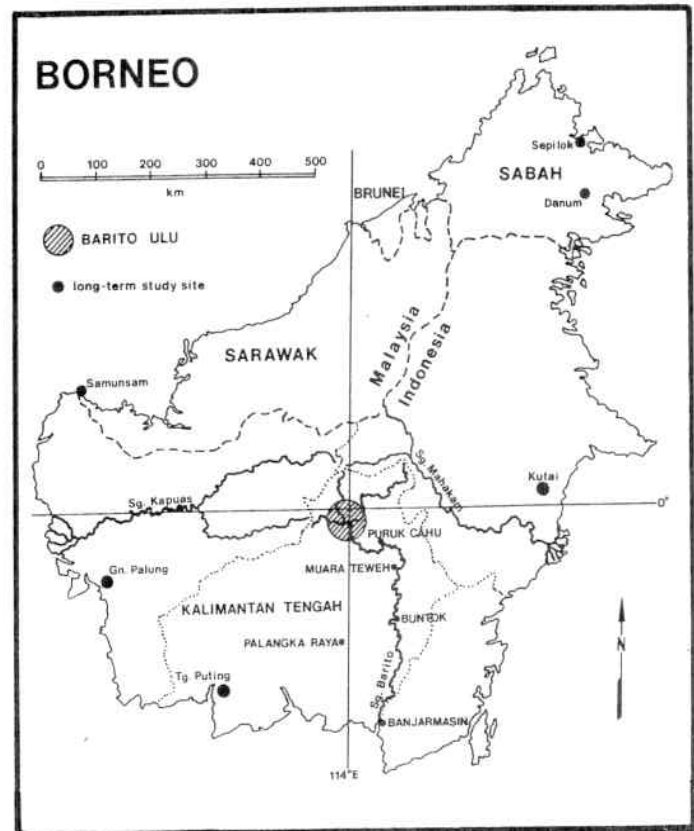 BORNEO
0 100 200 300 400 500
km
BARITO ULU
long-term study site
BRUNEI
Sepilok
SABAH
Danum
Malaysia
Indonesia
SARAWAK
Samunsam
Sg. Mahakam
Kutai
Sg. Kapuas
0°
PURUK CAHU
MUARA TEWEH
Gn. Palung
KALIMANTAN TENGAH
BUNTOK
PALANGKA RAYA
Tg. Puting
Sg. Barito
BANJARMASIN
N
114°E